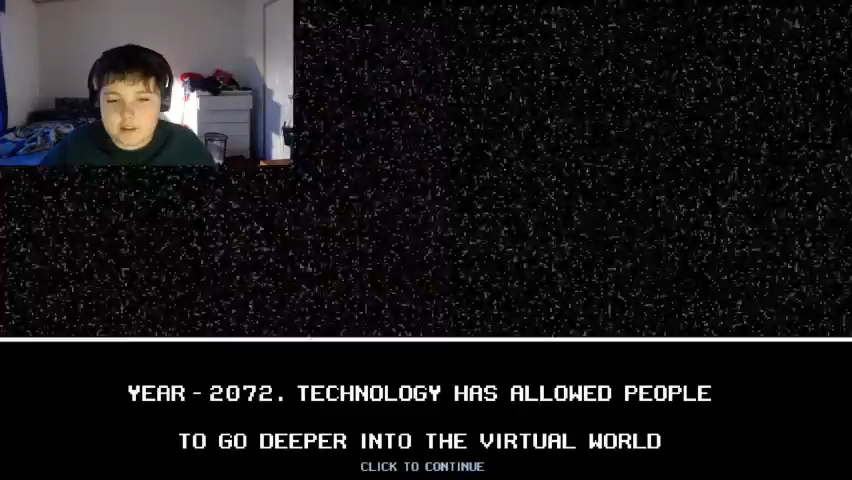 YEAR - 2072. TECHNOLOGY HAS ALLOWED PEOPLE
TO GO DEEPER INTO THE VIRTUAL WORLD
CLICK TO CONTINUE